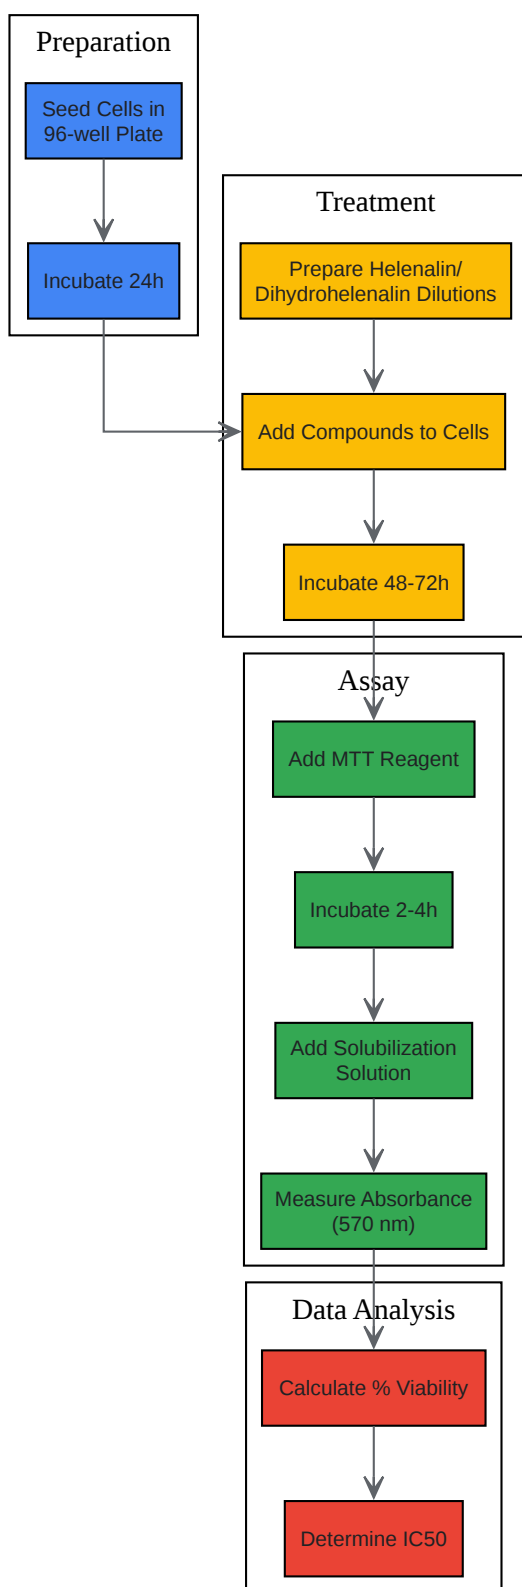 Preparation
Seed Cells in
96-well Plate
Incubate 24h
Treatment
Prepare Helenalin/
Dihydrohelenalin Dilutions
Add Compounds to Cells
Incubate 48-72h
Assay
Add MTT Reagent
Incubate 2-4h
Add Solubilization
Solution
Measure Absorbance
(570 nm)
Data Analysis
Calculate % Viability
Determine IC50